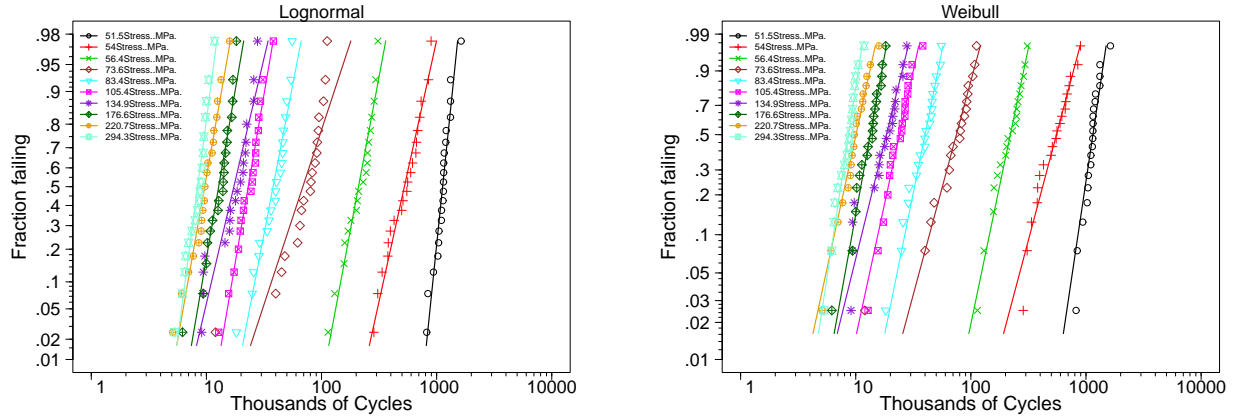 Lognormal
.98
.95
.9
.8
.7
.6
.5
.4
.3
.2
.1
.05
.02
.01
Fraction failing
51.5Stress..MPa.
54Stress..MPa.
56.4Stress..MPa.
73.6Stress..MPa.
83.4Stress..MPa.
105.4Stress..MPa.
134.9Stress..MPa.
176.6Stress..MPa.
220.7Stress..MPa.
294.3Stress..MPa.
1 10 100 1000 10000
Thousands of Cycles
Weibull
.99
.9
.7
.5
.3
.2
.1
.05
.03
.02
.01
Fraction failing
51.5Stress..MPa.
54Stress..MPa.
56.4Stress..MPa.
73.6Stress..MPa.
83.4Stress..MPa.
105.4Stress..MPa.
134.9Stress..MPa.
176.6Stress..MPa.
220.7Stress..MPa.
294.3Stress..MPa.
1 10 100 1000 10000
Thousands of Cycles